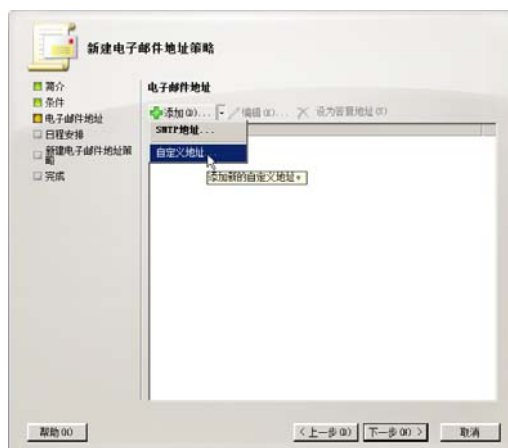 新建电子邮件地址策略
简介
条件
电子邮件地址
日程安排
新建电子邮件地址策
略
完成
电子邮件地址
添加(D)... 编辑(E)... 设为答复地址(T)
SMTP地址...
自定义地址...
添加新的自定义地址。
帮助(H)
<上一步(B)
下一步(N)>
取消